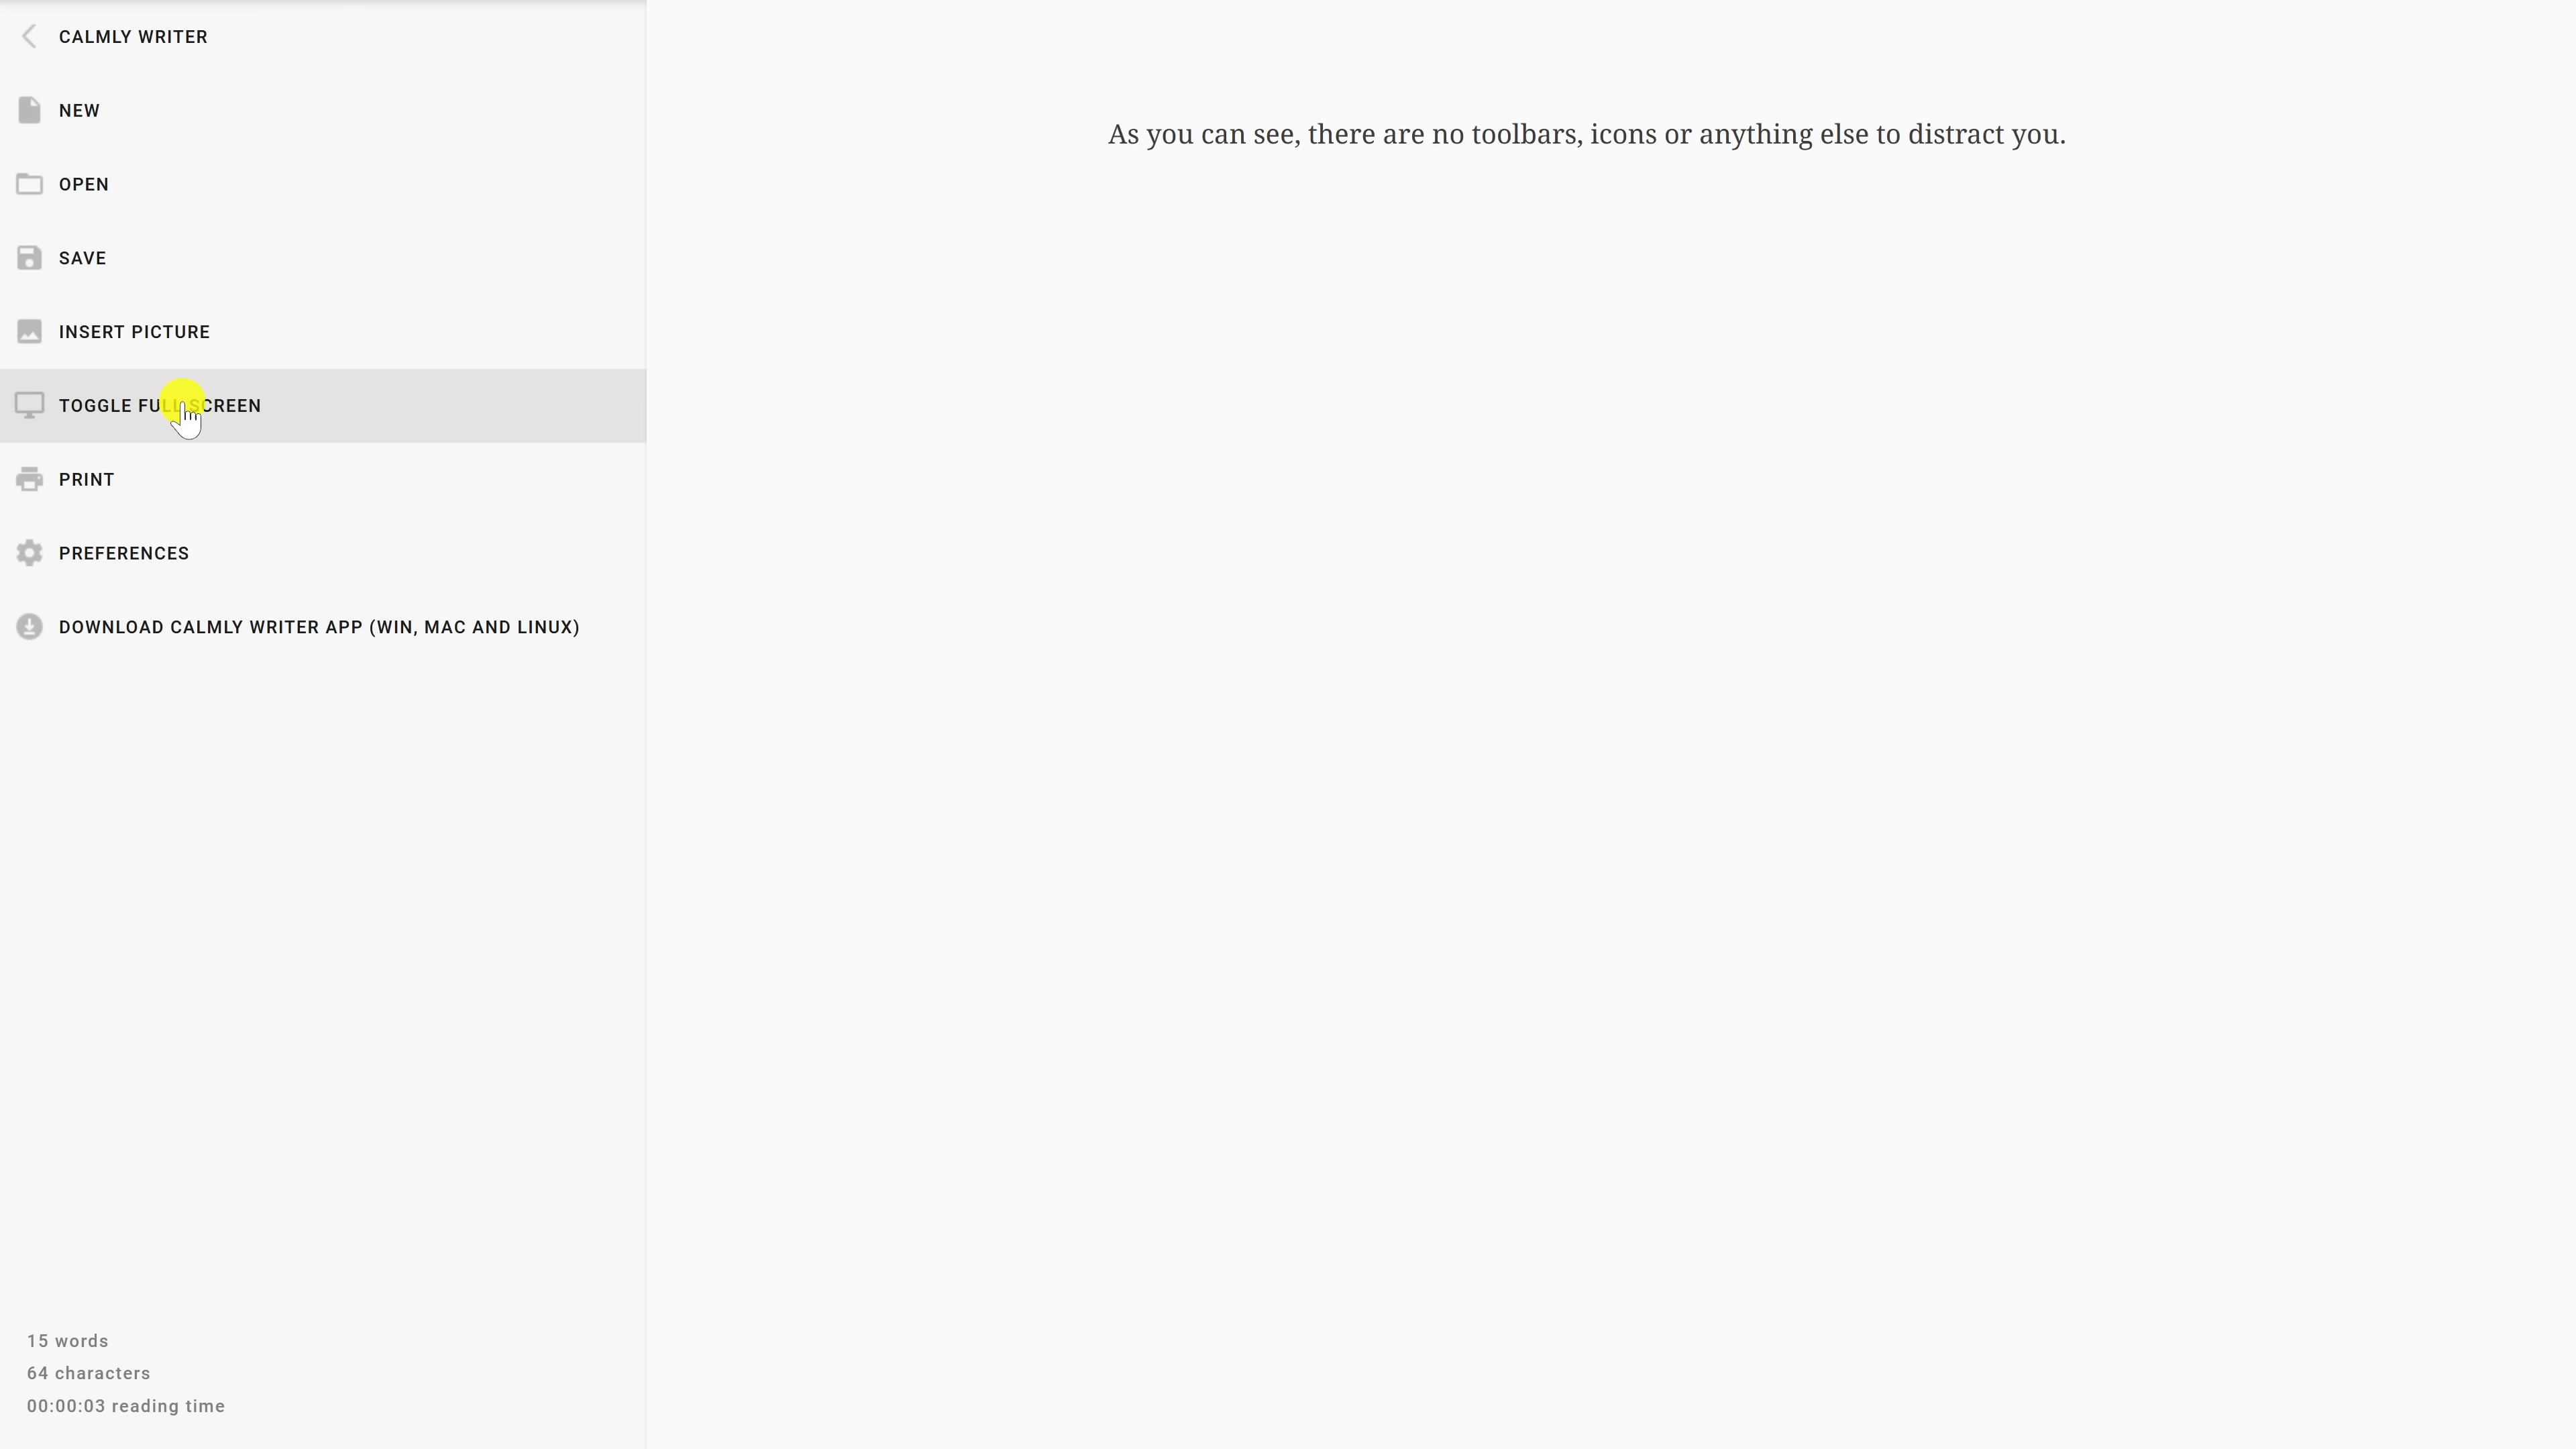 CALMLY WRITER
NEW
OPEN
SAVE
INSERT PICTURE
TOGGLE FULL SCREEN
PRINT
PREFERENCES
DOWNLOAD CALMLY WRITER APP (WIN, MAC AND LINUX)
15 words
64 characters
00:00:03 reading time
As you can see, there are no toolbars, icons or anything else to distract you.